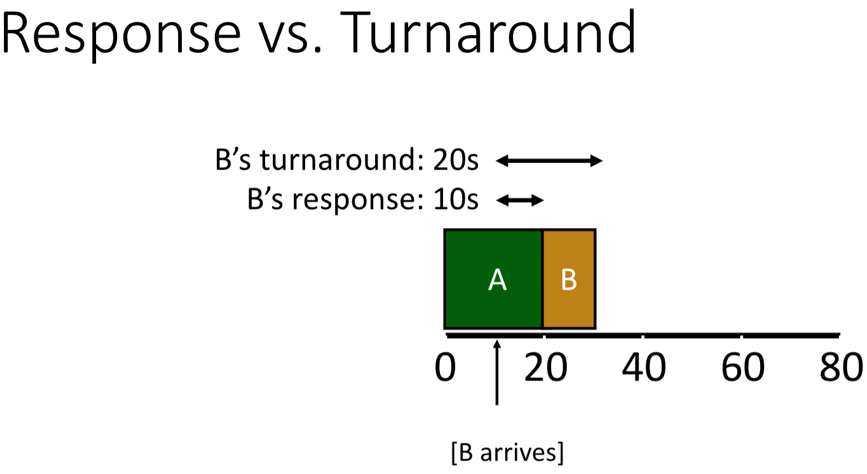 Response vs. Turnaround
B’s turnaround: 20s
B’s response: 10s
A B
0 20 40 60 80
[B arrives]